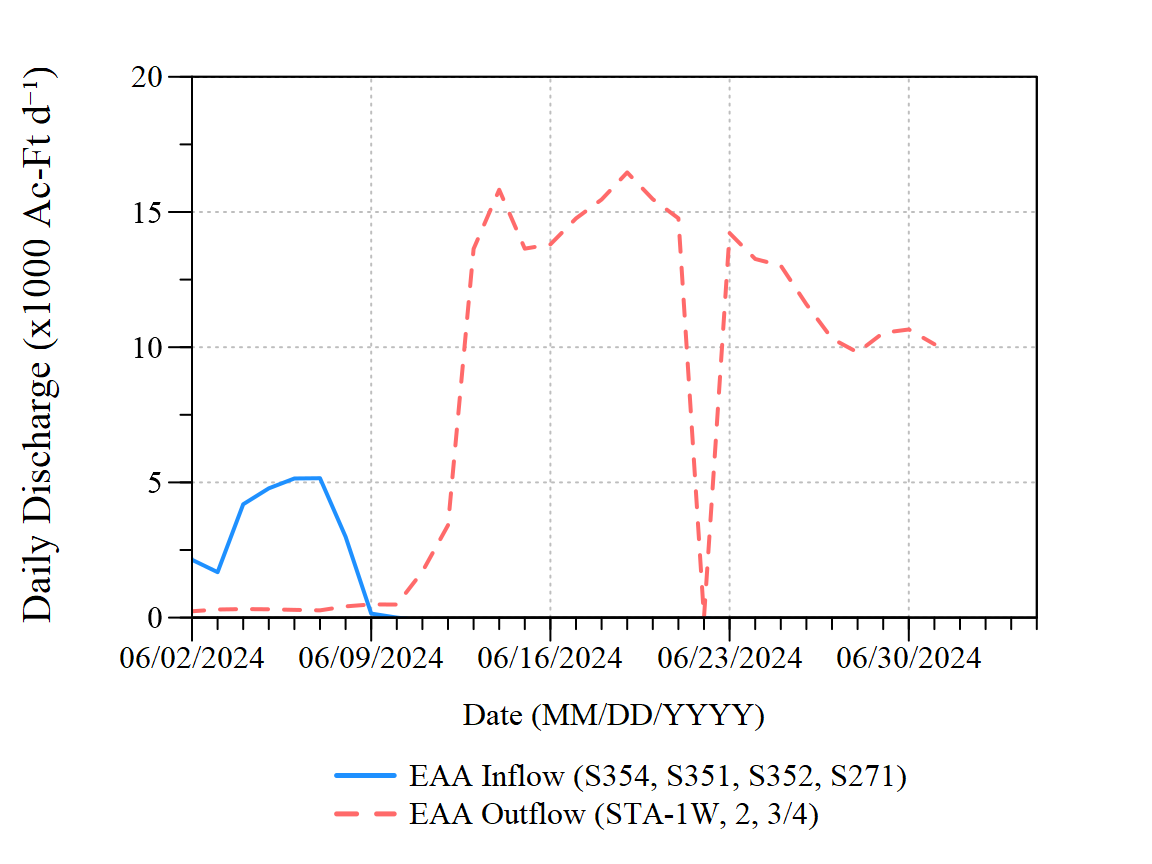 Daily Discharge (x1000 Ac-Ft d⁻¹)
20
15
10
5
0
06/02/2024 06/09/2024 06/16/2024 06/23/2024 06/30/2024
Date (MM/DD/YYYY)
EAA Inflow (S354, S351, S352, S271)
EAA Outflow (STA-1W, 2, 3/4)